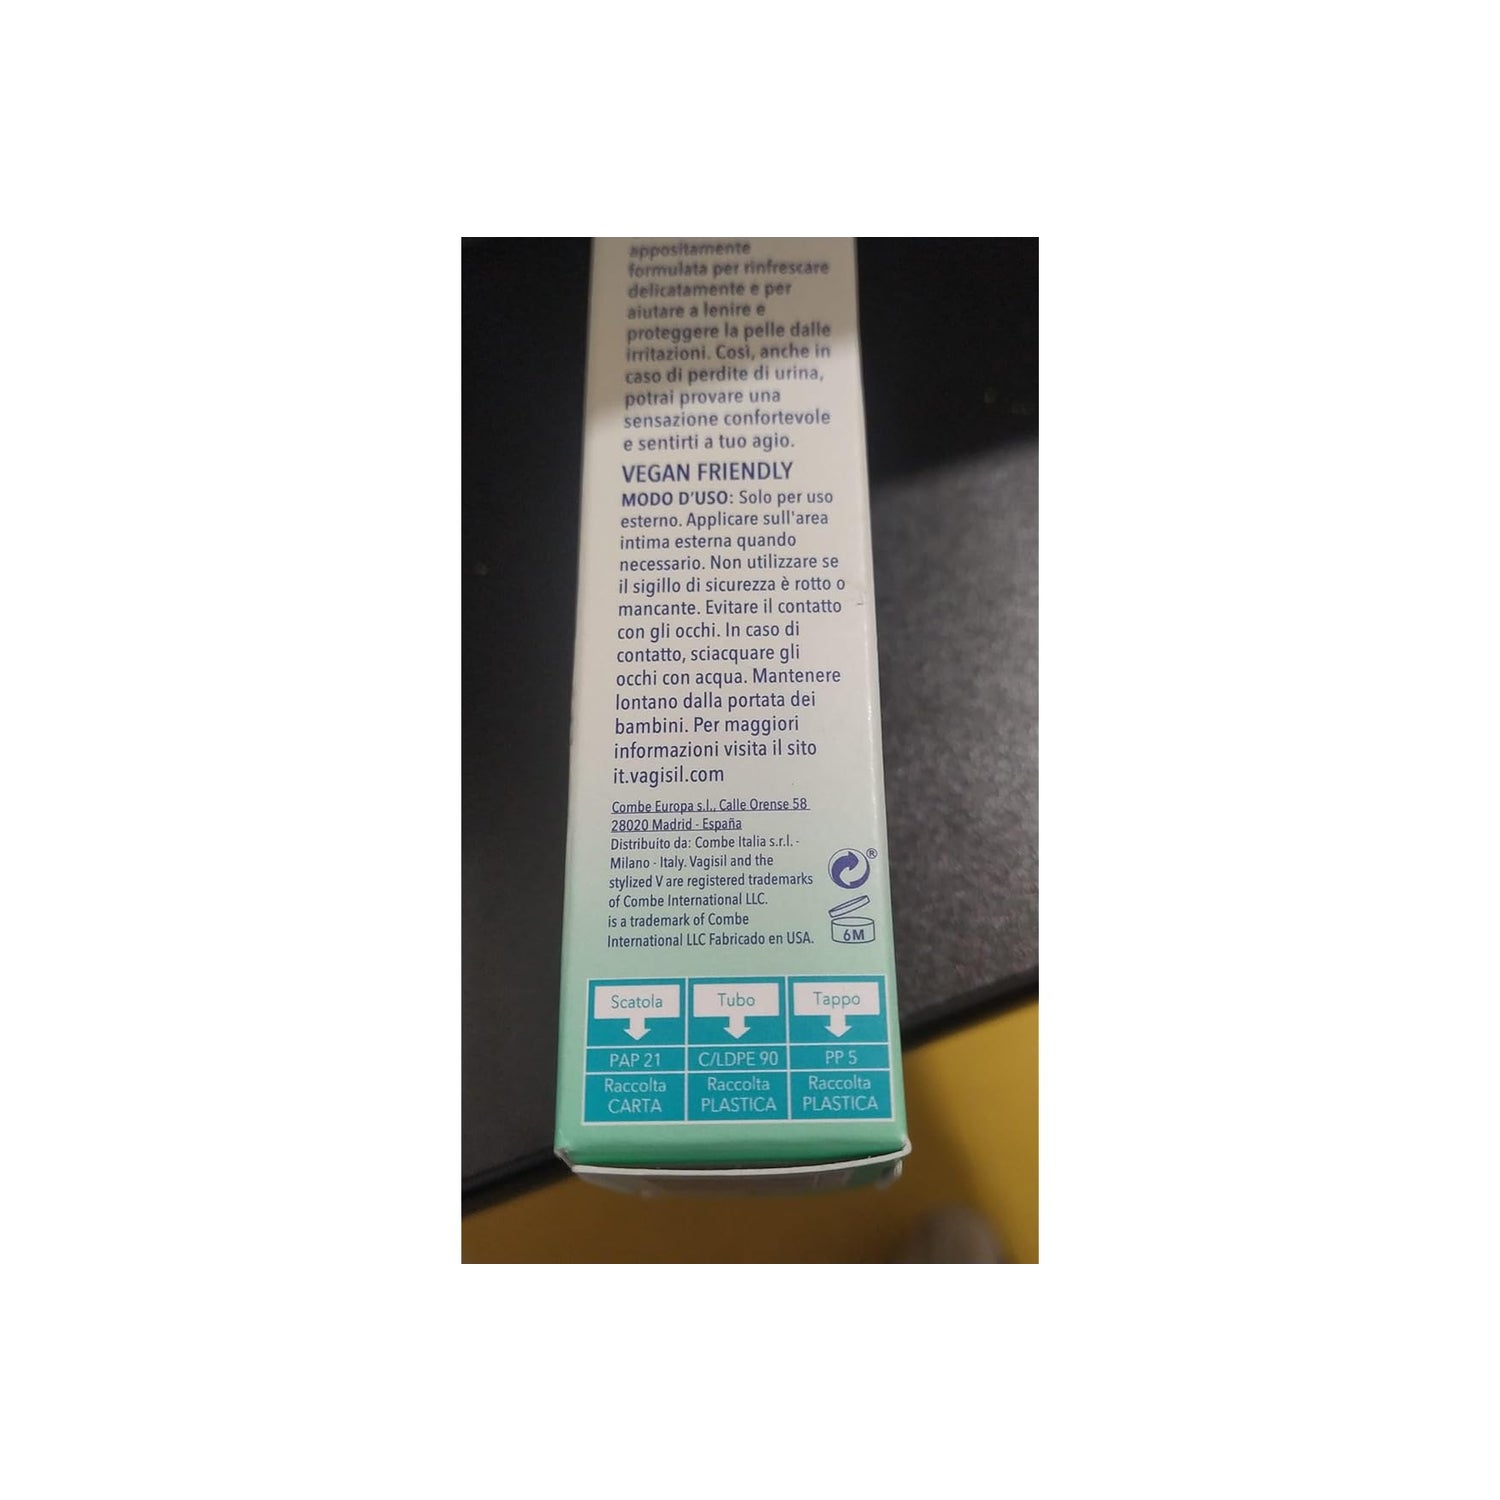 appositamente
formulata per rinfrescare
delicatamente e per
aiutare a lenire e
proteggere la pelle dalle
irritazioni. Così, anche in
caso di perdite di urina,
potrai provare una
sensazione confortevole
e sentirti a tuo agio.
VEGAN FRIENDLY
MODO D'USO: Solo per uso
esterno. Applicare sull'area
intima esterna quando
necessario. Non utilizzare se
il sigillo di sicurezza è rotto o
mancante. Evitare il contatto
con gli occhi. In caso di
contatto, sciacquare gli
occhi con acqua. Mantenere
lontano dalla portata dei
bambini. Per maggiori
informazioni visita il sito
it.vagisil.com
Combe Europa s.l., Calle Orense 58
28020 Madrid - España
Distribuito da: Combe Italia s.r.l. -
Milano - Italy. Vagisil and the
stylized V are registered trademarks
of Combe International LLC.
is a trademark of Combe
International LLC Fabricado en USA.
®
6M
Scatola Tubo Tappo
PAP 21 C/LDPE 90 PP 5
Raccolta Raccolta Raccolta
CARTA PLASTICA PLASTICA